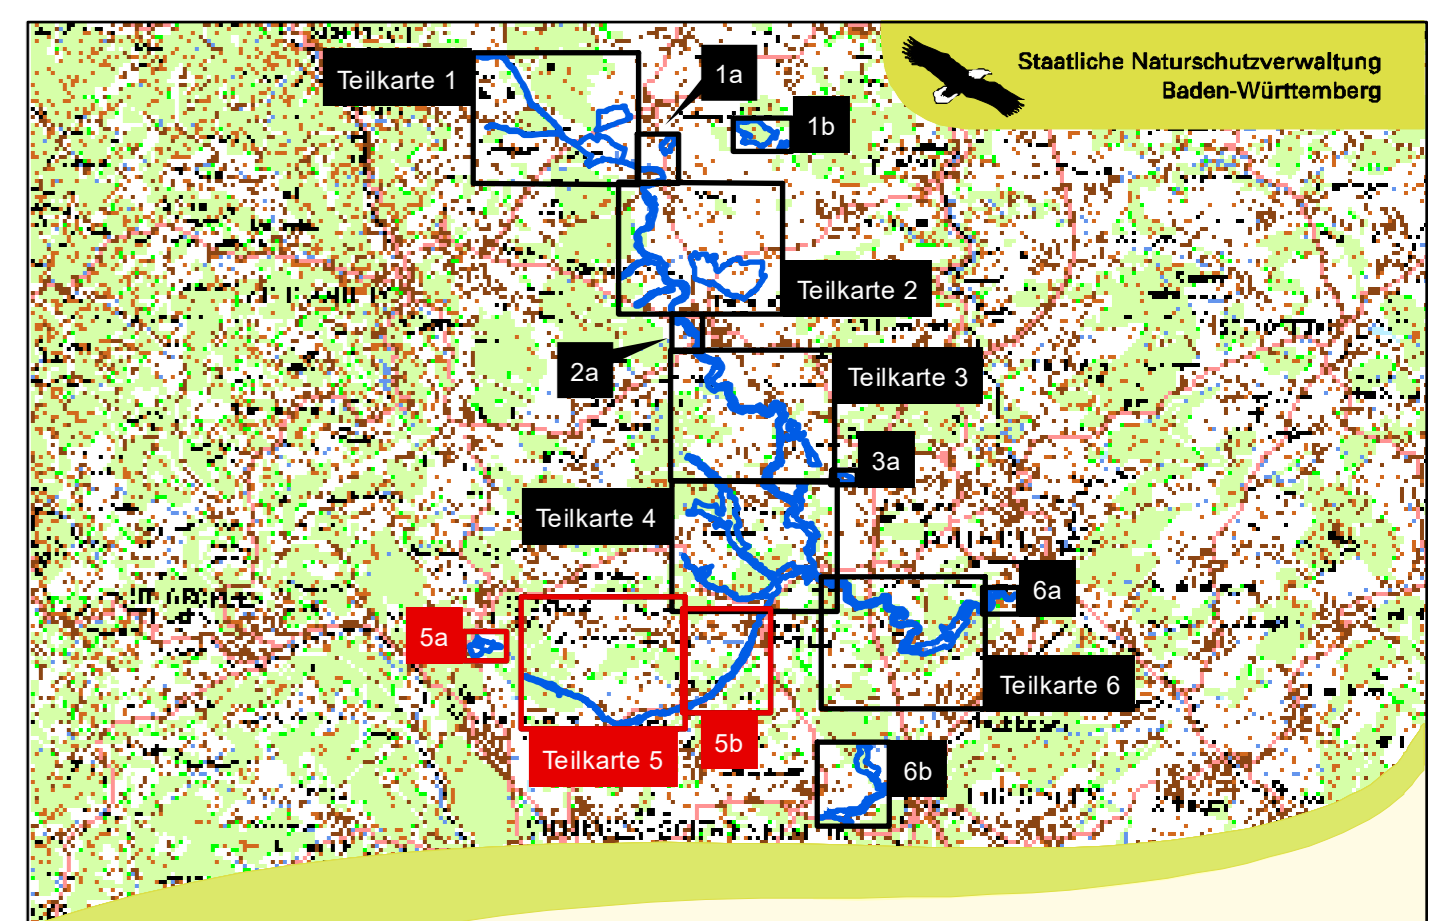 Staatliche Naturschutzverwaltung
Baden-Württemberg
Teilkarte 1
1a
1b
Teilkarte 2
2a
Teilkarte 3
3a
Teilkarte 4
6a
5a
Teilkarte 6
5b
Teilkarte 5
6b